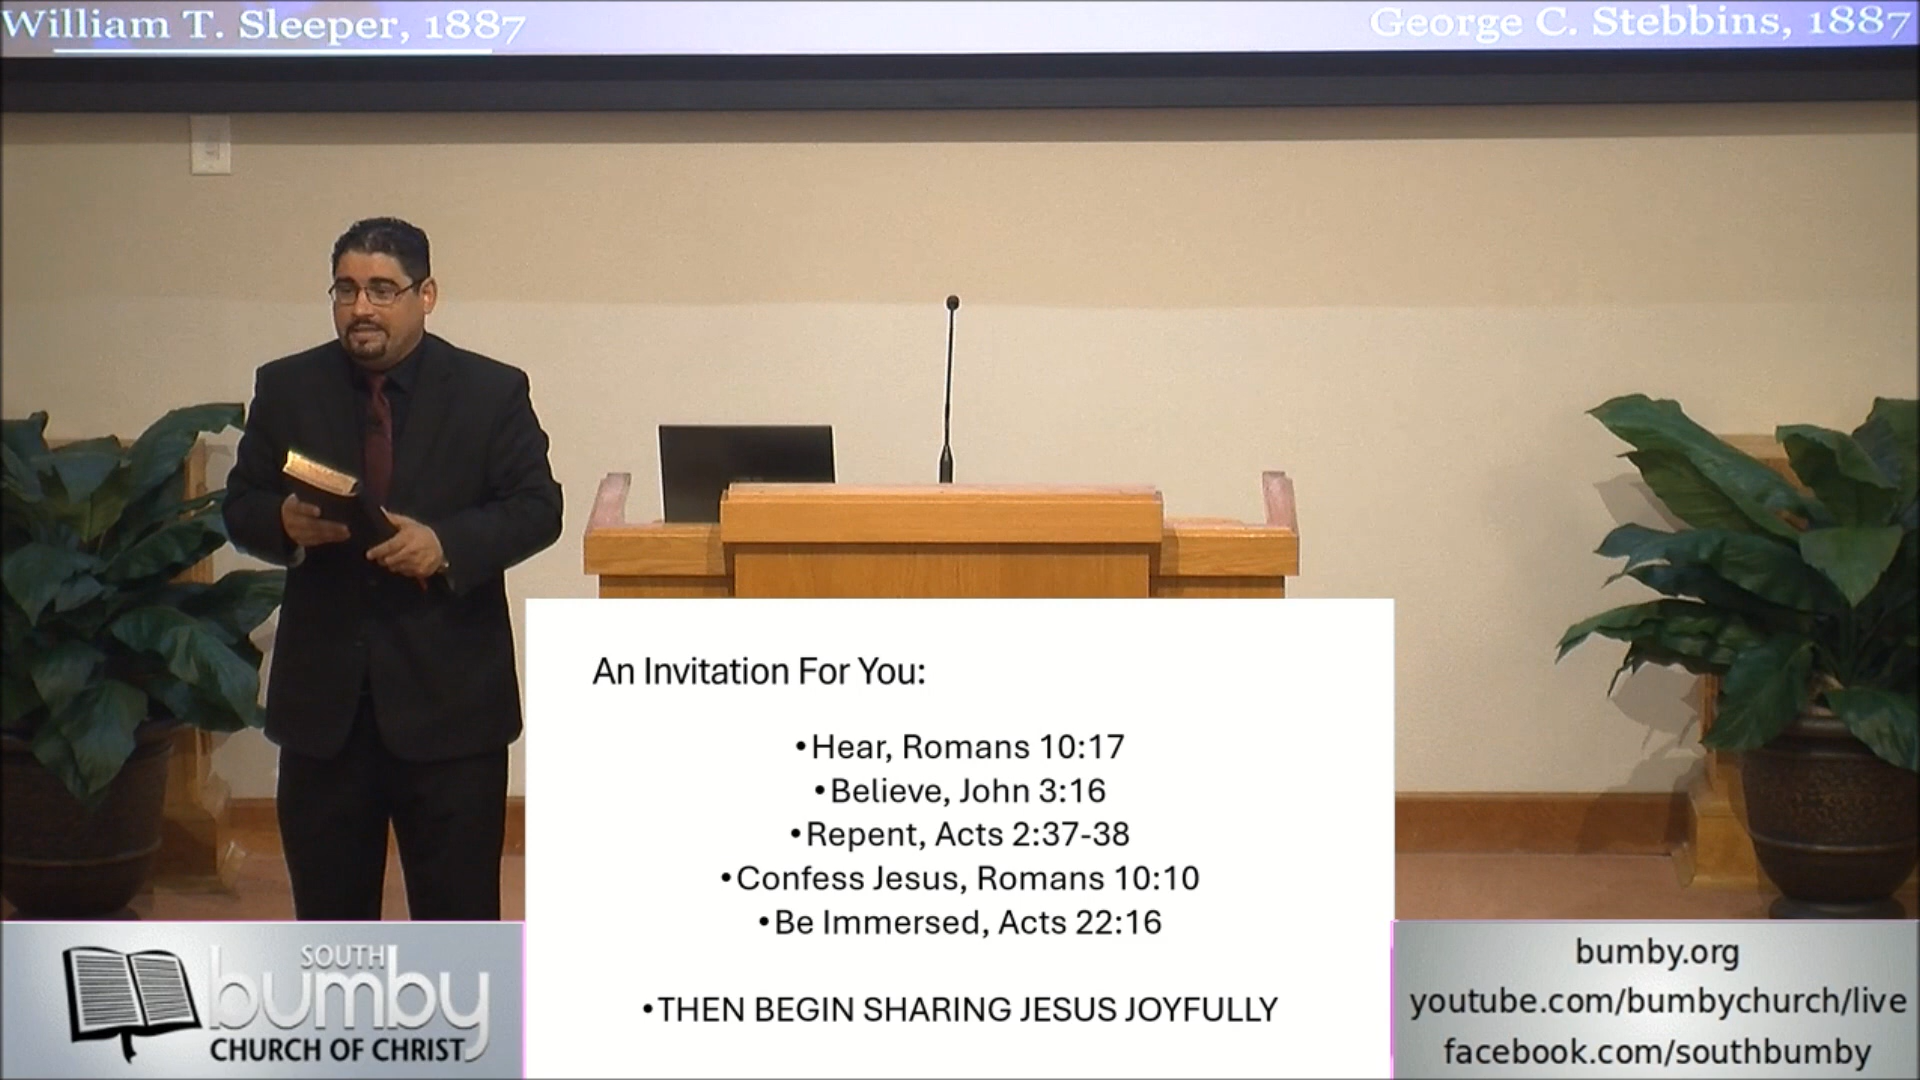 William T. Sleeper, 1887
George C. Stebbins, 1887
An Invitation For You:
•Hear, Romans 10:17
•Believe, John 3:16
•Repent, Acts 2:37-38
•Confess Jesus, Romans 10:10
•Be Immersed, Acts 22:16
•THEN BEGIN SHARING JESUS JOYFULLY
SOUTH
bumby
CHURCH OF CHRIST
bumby.org
youtube.com/bumbychurch/live
facebook.com/southbumby